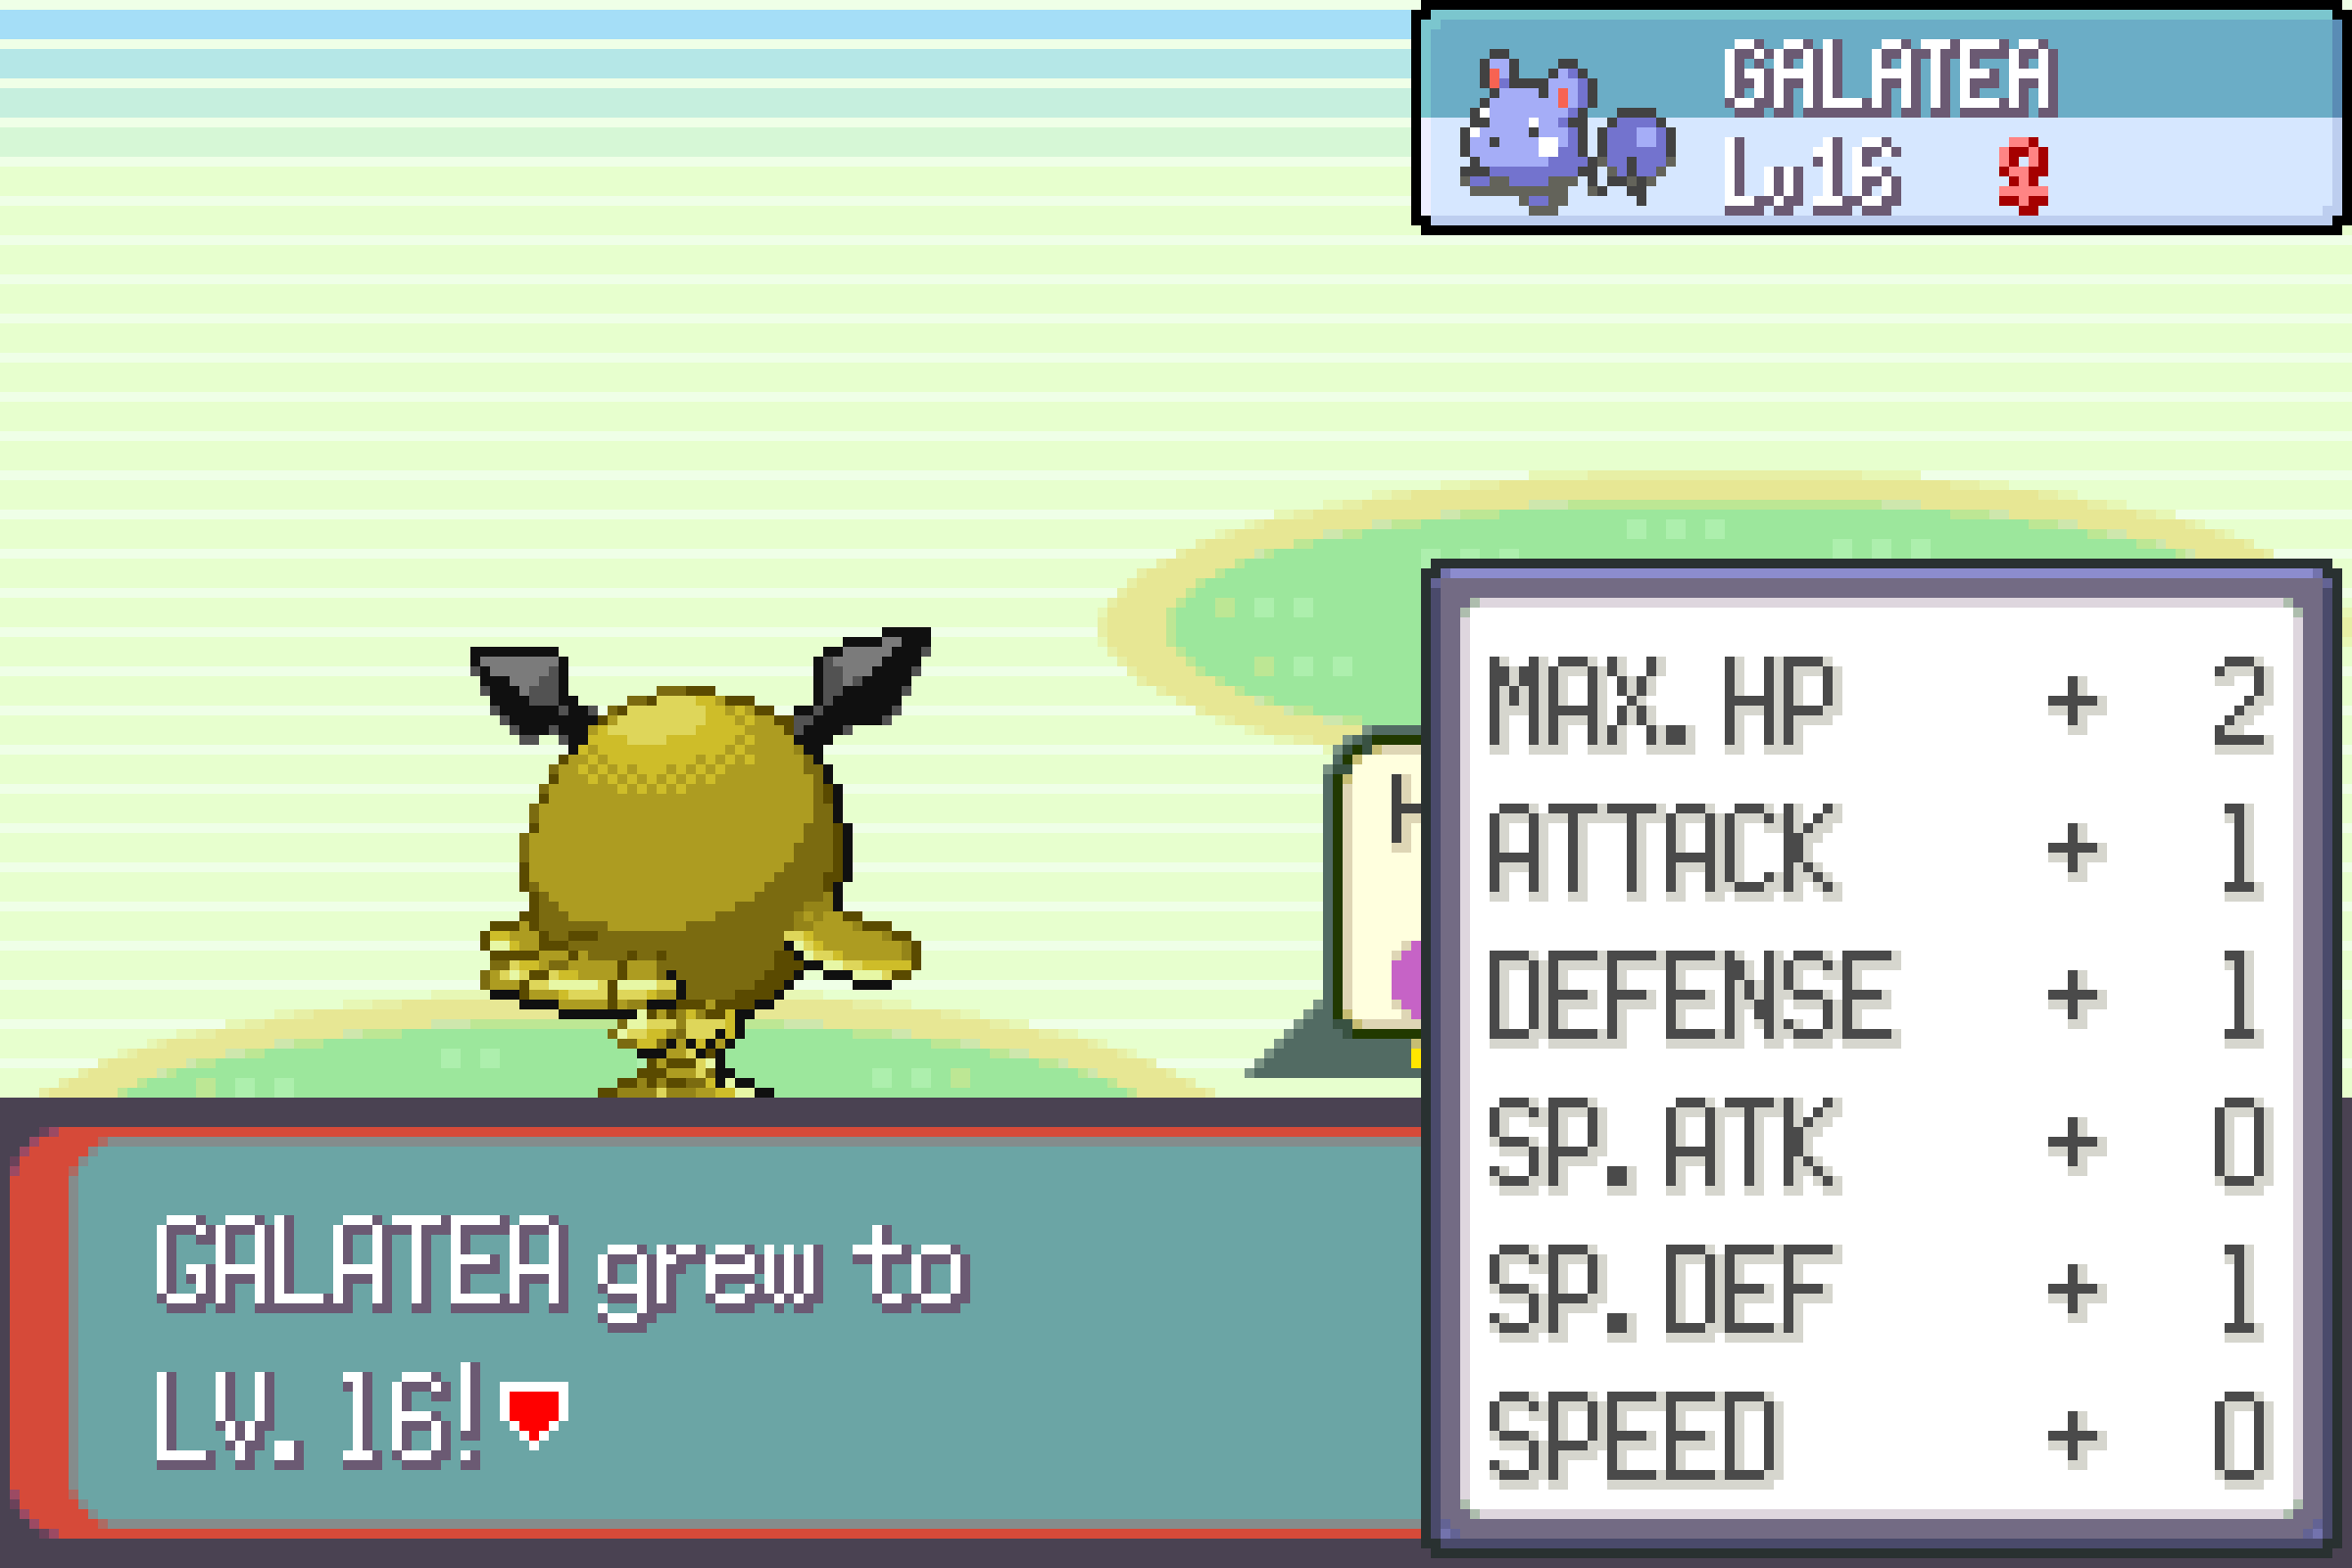 GALATEA
Lv16 ♀
H
MAX. HP + 2
ATTACK + 1
DEFENSE + 1
SP. ATK + 0
SP. DEF + 1
SPEED + 0
GALATEA grew to
LV. 16!